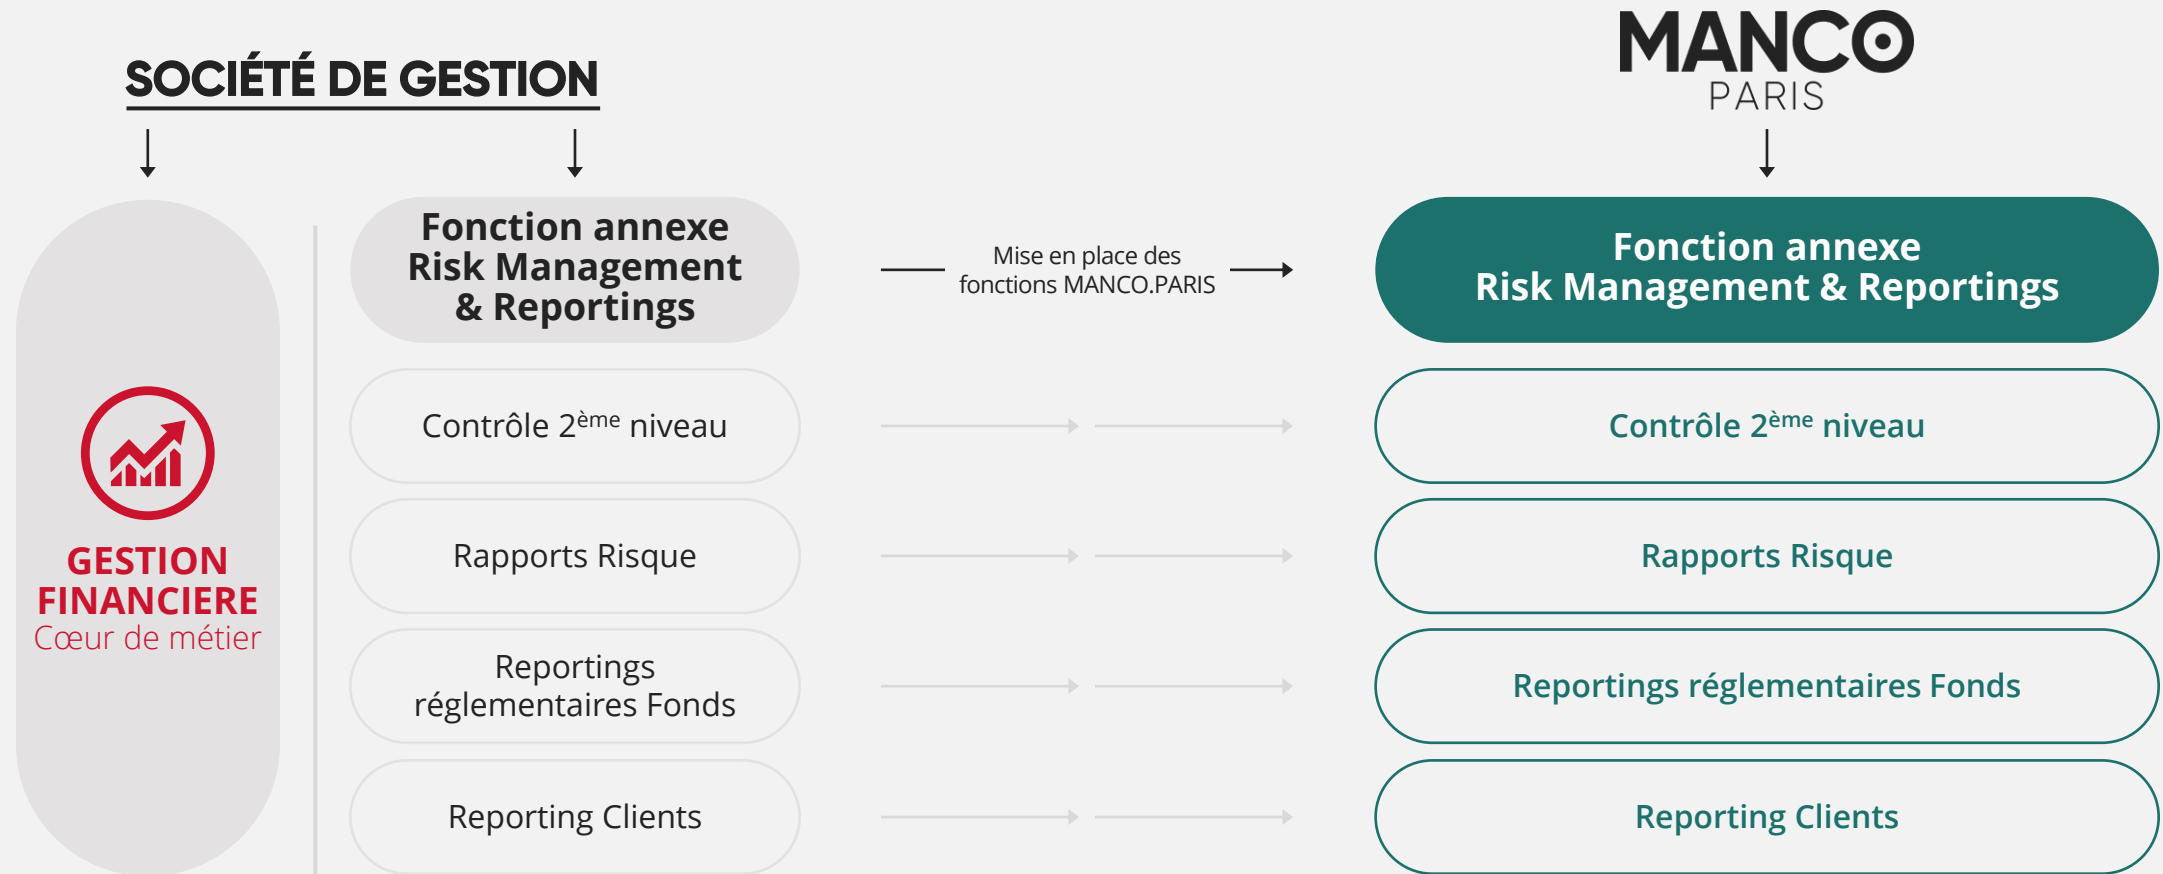 SOCIÉTÉ DE GESTION
MANCO
PARIS
GESTION
FINANCIERE
Cœur de métier
Fonction annexe
Risk Management
& Reportings
Mise en place des
fonctions MANCO.PARIS
Fonction annexe
Risk Management & Reportings
Contrôle 2ème niveau
Contrôle 2ème niveau
Rapports Risque
Rapports Risque
Reportings
réglementaires Fonds
Reportings réglementaires Fonds
Reporting Clients
Reporting Clients